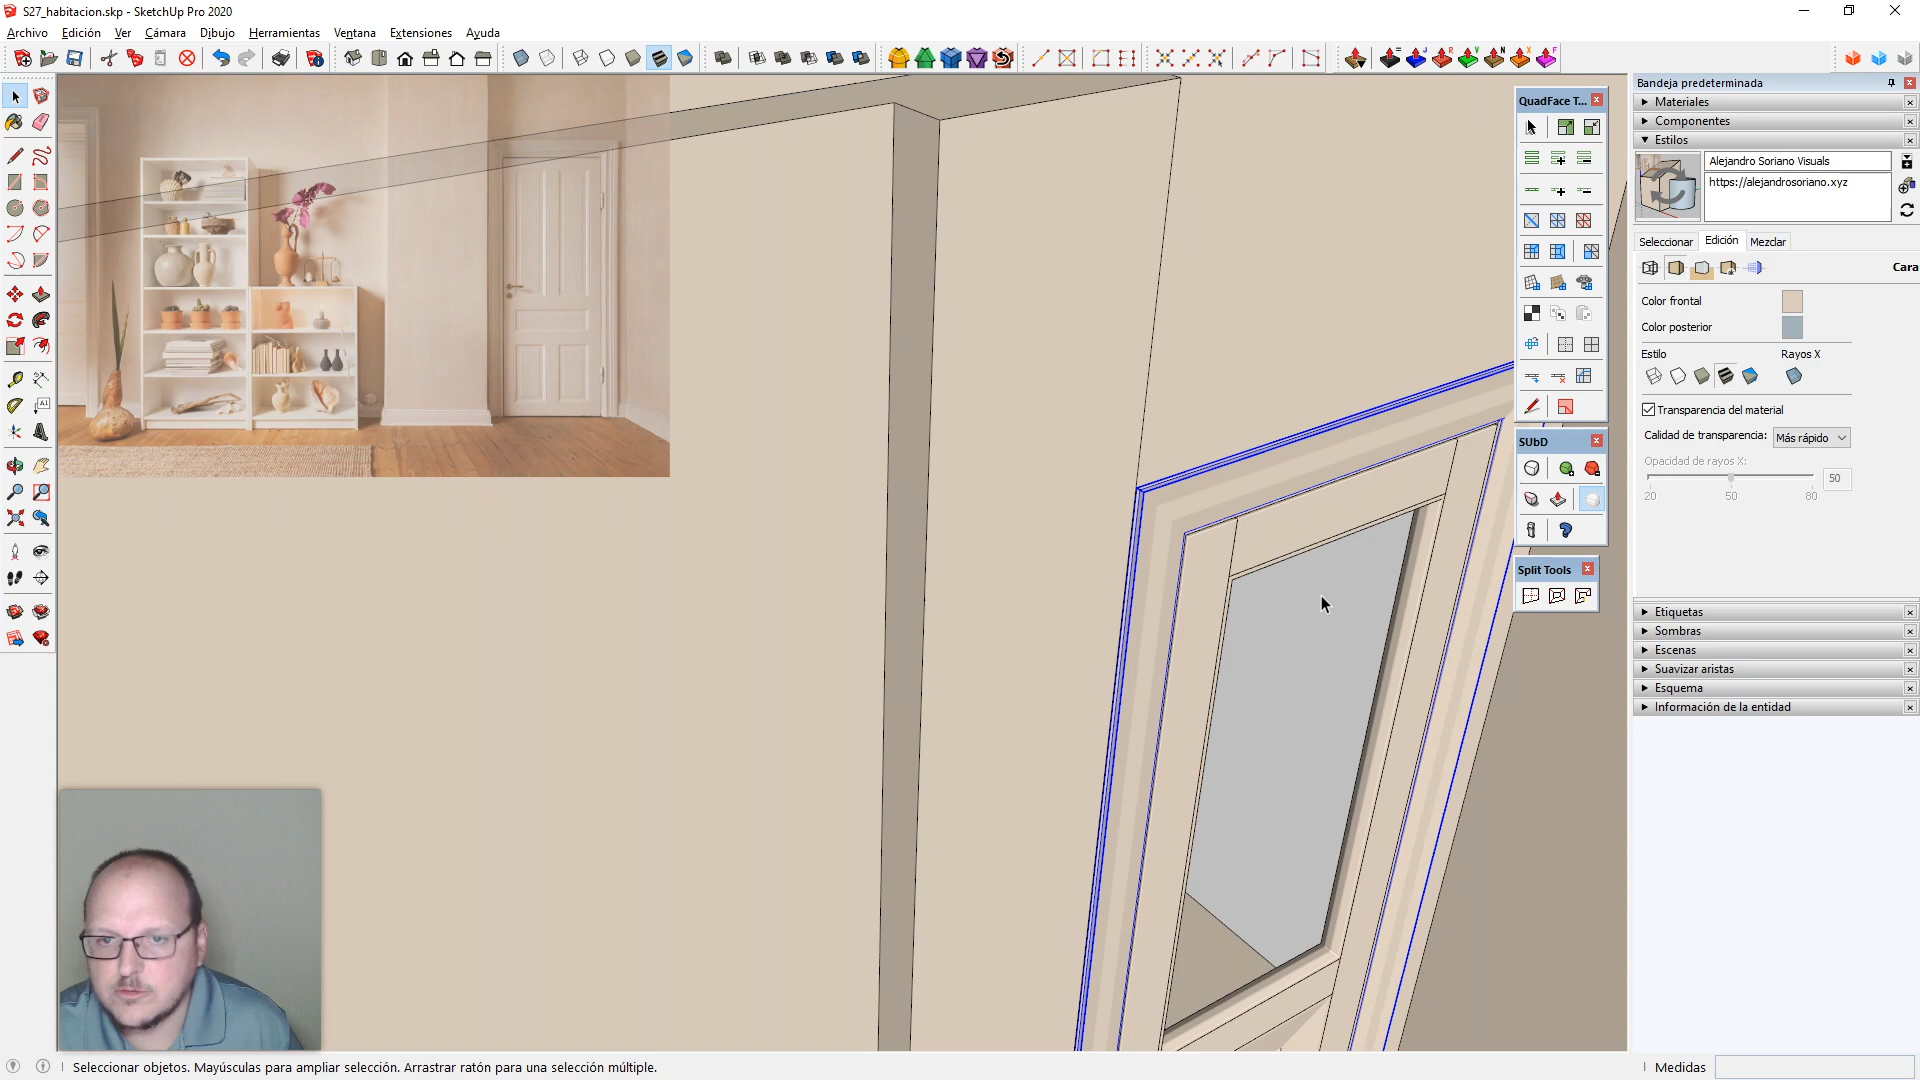 S27_habitacion.skp - SketchUp Pro 2020
Archivo Edición Ver Cámara Dibujo Herramientas Ventana Extensiones Ayuda
QuadFace T...
SUbD
Split Tools
Bandeja predeterminada
Materiales
Componentes
Estilos
Alejandro Soriano Visuals
https://alejandrosoriano.xyz
Seleccionar Edición Mezclar
Cara
Color frontal
Color posterior
Estilo Rayos X
Transparencia del material
Calidad de transparencia: Más rápido
Opacidad de rayos X:
50
20 50 80
Etiquetas
Sombras
Escenas
Suavizar aristas
Esquema
Información de la entidad
Seleccionar objetos. Mayúsculas para ampliar selección. Arrastrar ratón para una selección múltiple.
Medidas